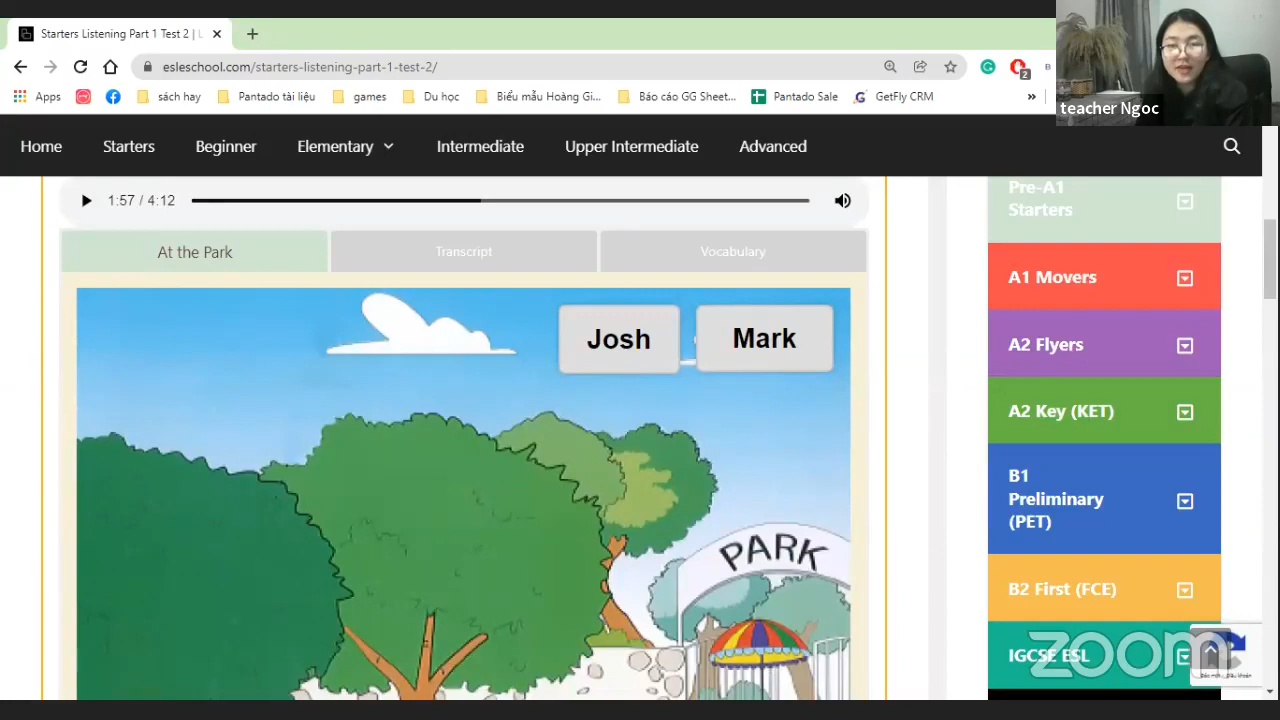 Starters Listening Part 1 Test 2 | L
esleschool.com/starters-listening-part-1-test-2/
2
Apps
sách hay
Pantado tài liệu
games
Du học
Biểu mẫu Hoàng Gi...
Báo cáo GG Sheet...
Pantado Sale
GetFly CRM
»
teacher Ngoc
Home
Starters
Beginner
Elementary
Intermediate
Upper Intermediate
Advanced
1:57 / 4:12
At the Park
Transcript
Vocabulary
Josh
Mark
PARK
Pre-A1
Starters
A1 Movers
A2 Flyers
A2 Key (KET)
B1
Preliminary
(PET)
B2 First (FCE)
IGCSE ESL
zoom